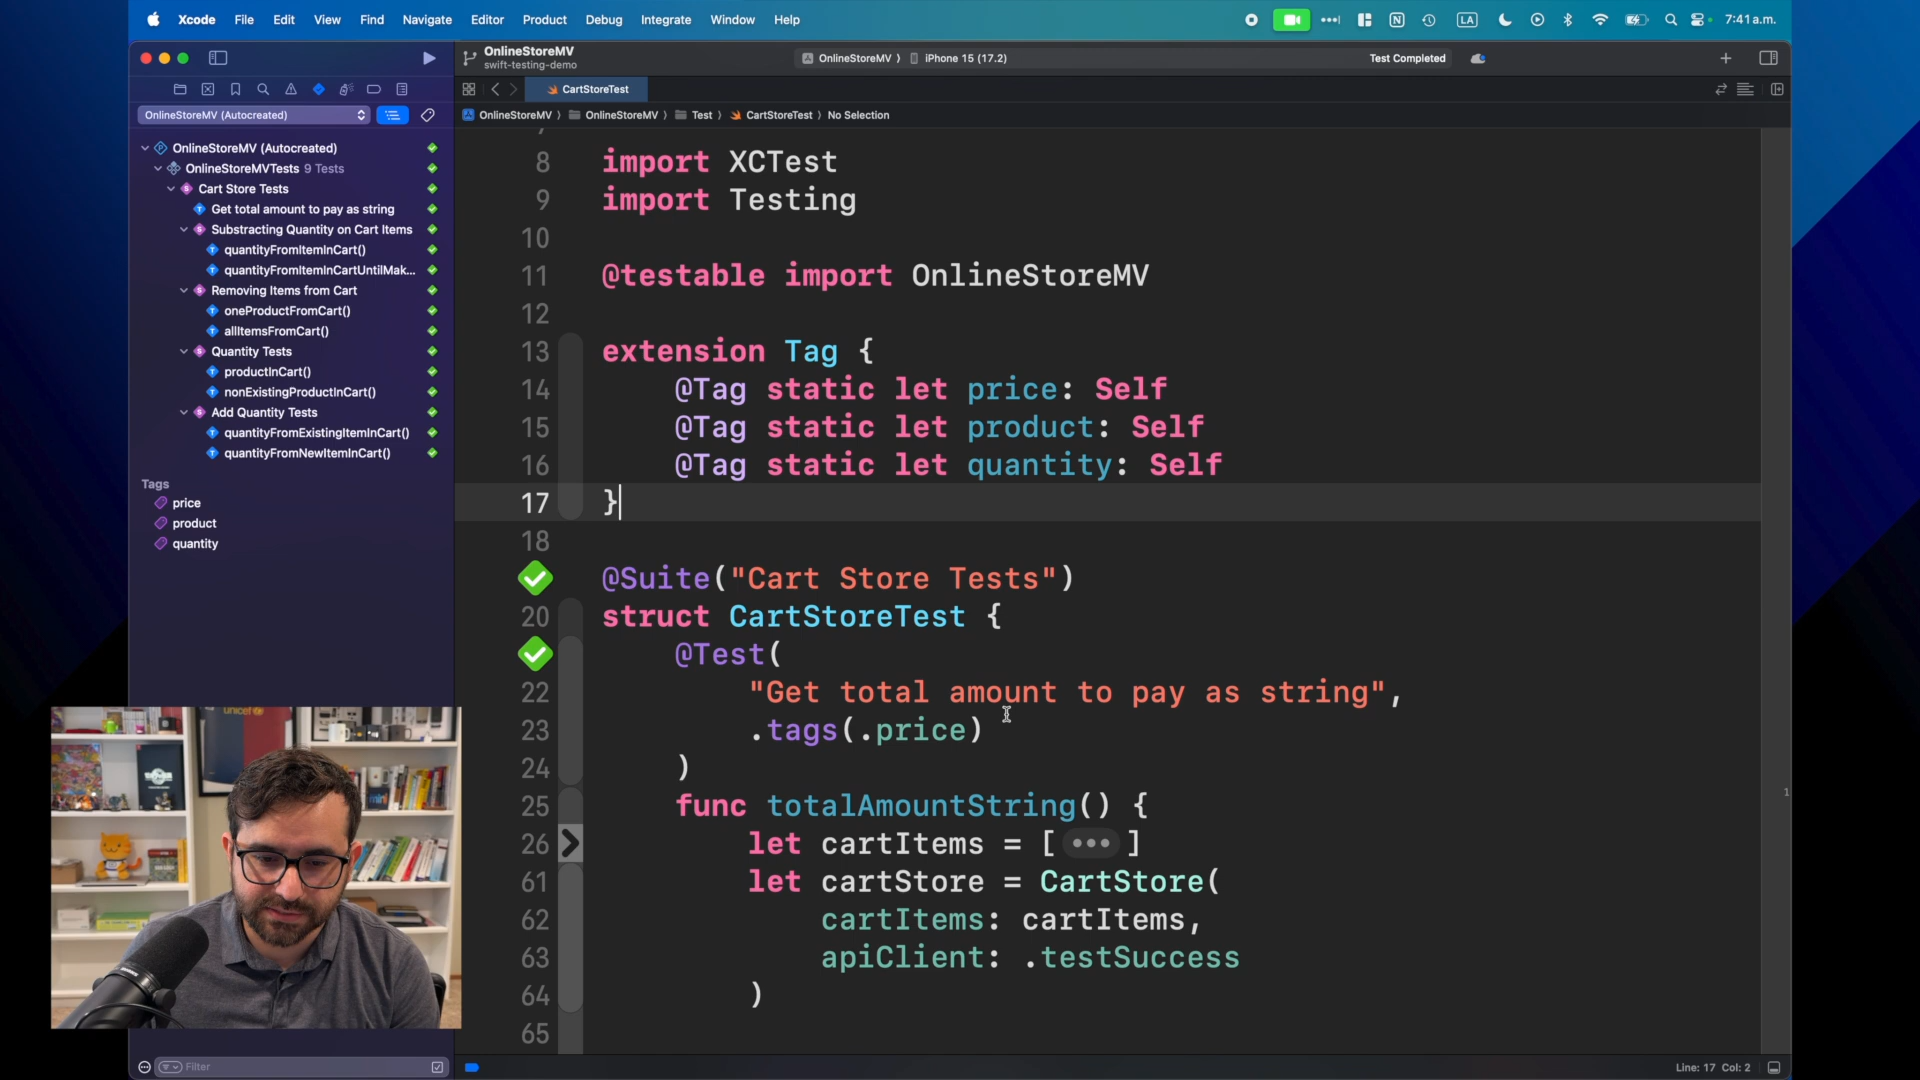 Xcode File Edit View Find Navigate Editor Product Debug Integrate Window Help
LA
7:41 a.m.
OnlineStoreMV
swift-testing-demo
OnlineStoreMV
iPhone 15 (17.2)
Test Completed
CartStoreTest
OnlineStoreMV (Autocreated)
OnlineStoreMV
OnlineStoreMV
Test
CartStoreTest
No Selection
OnlineStoreMV (Autocreated)
OnlineStoreMVTests 9 Tests
Cart Store Tests
Get total amount to pay as string
Substracting Quantity on Cart Items
quantityFromItemInCart()
quantityFromItemInCartUntilMak...
Removing Items from Cart
oneProductFromCart()
allItemsFromCart()
Quantity Tests
productInCart()
nonExistingProductInCart()
Add Quantity Tests
quantityFromExistingItemInCart()
quantityFromNewItemInCart()
Tags
price
product
quantity
Filter
8 import XCTest
9 import Testing
10
11 @testable import OnlineStoreMV
12
13 extension Tag {
14 @Tag static let price: Self
15 @Tag static let product: Self
16 @Tag static let quantity: Self
17 }
18
@Suite("Cart Store Tests")
20 struct CartStoreTest {
@Test(
22 "Get total amount to pay as string",
23 .tags(.price)
24 )
25 func totalAmountString() {
26 let cartItems = [ ••• ]
61 let cartStore = CartStore(
62 cartItems: cartItems,
63 apiClient: .testSuccess
64 )
65
1
Line: 17 Col: 2
unicef
mini